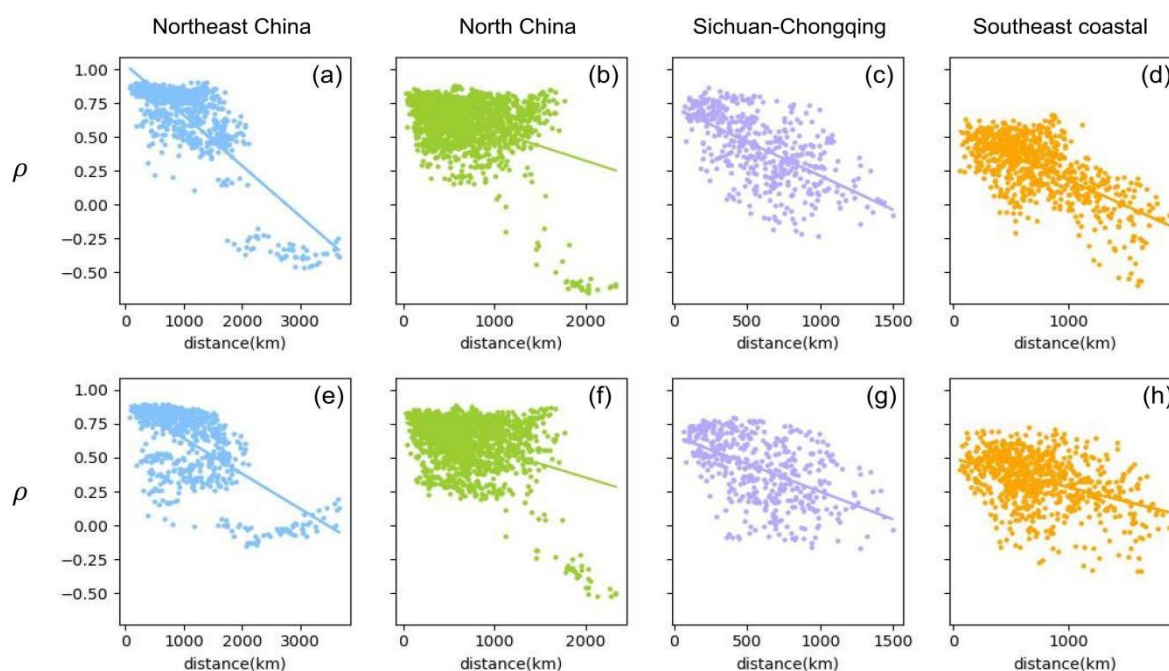 Northeast China North China Sichuan-Chongqing Southeast coastal
(a) (b) (c) (d)
1.00
0.75
0.50
0.25
0.00
−0.25
−0.50
ρ
0 1000 2000 3000 0 1000 2000 0 500 1000 1500 1000
distance(km) distance(km) distance(km) distance(km)
(e) (f) (g) (h)
1.00
0.75
0.50
0.25
0.00
−0.25
−0.50
ρ
0 1000 2000 3000 0 1000 2000 0 500 1000 1500 1000
distance(km) distance(km) distance(km) distance(km)